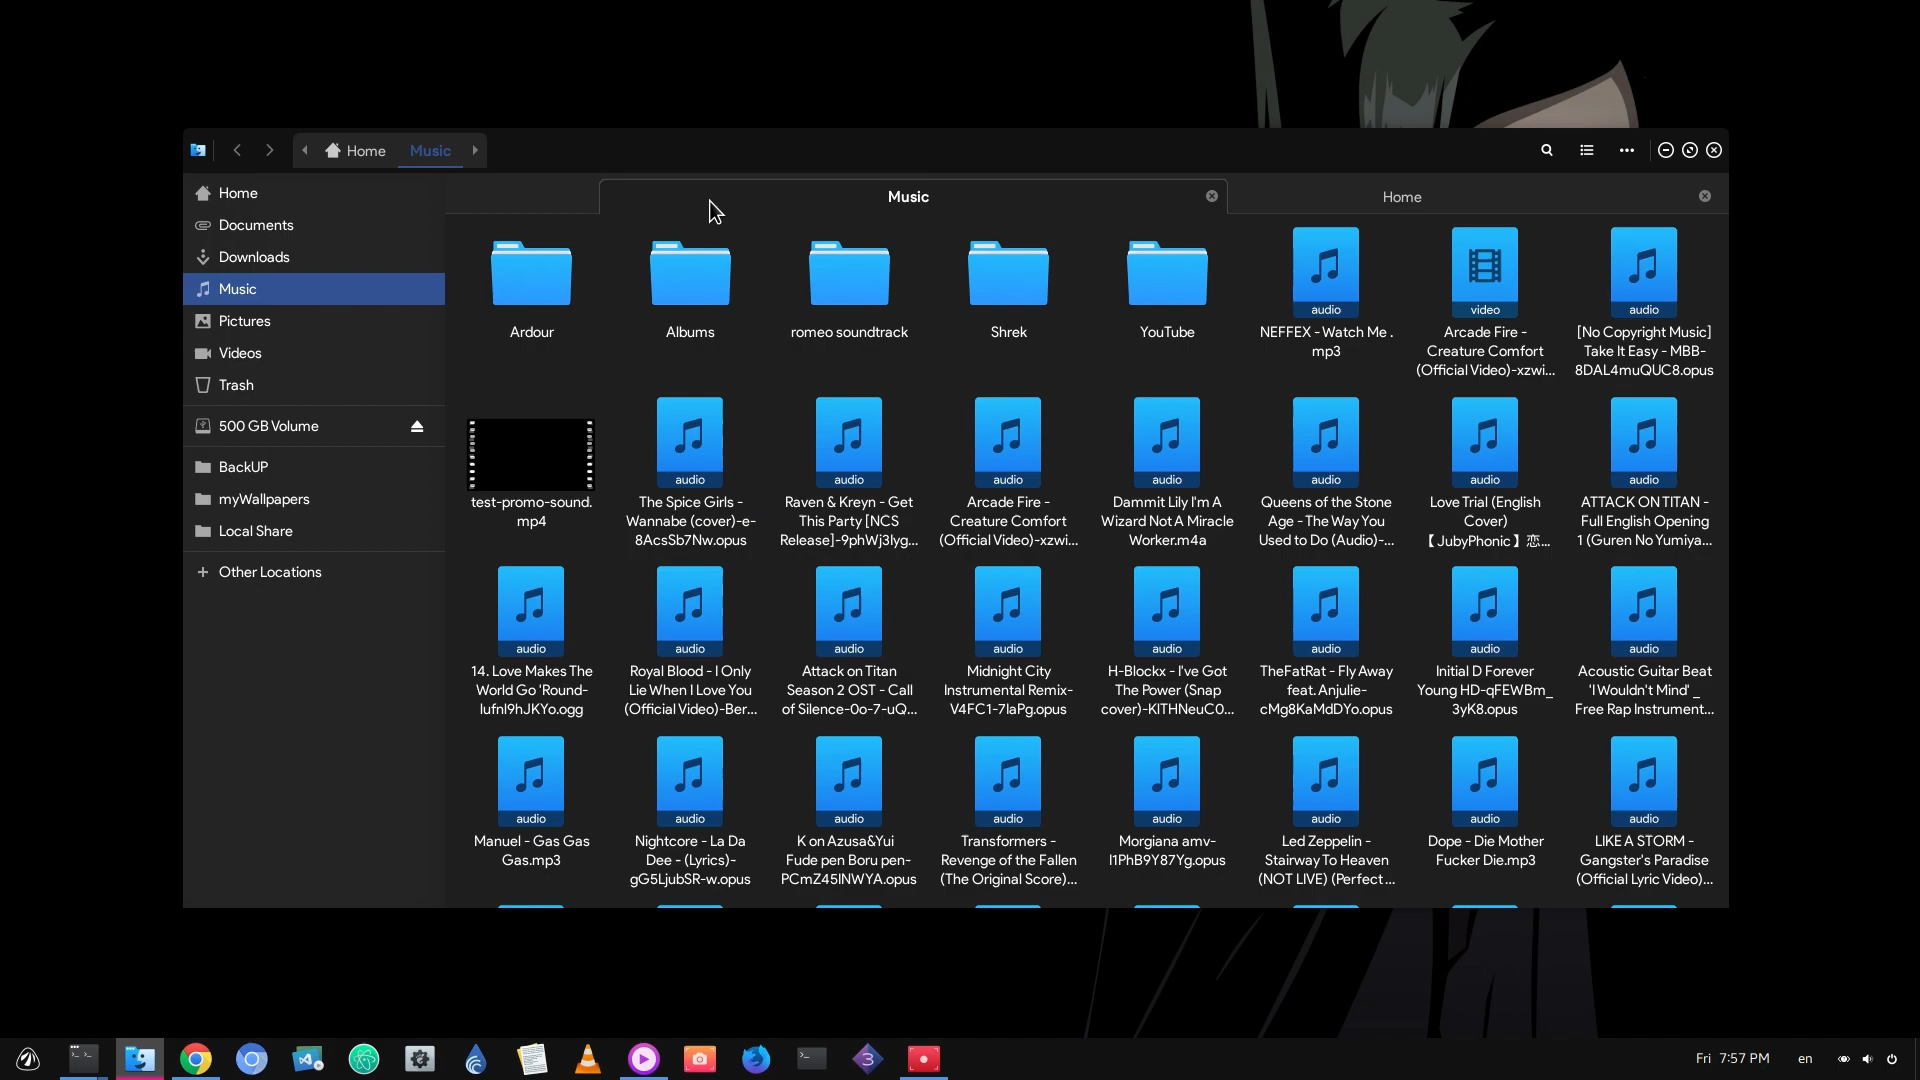 Home Music
Home
Documents
Downloads
Music
Pictures
Videos
Trash
500 GB Volume
BackUP
myWallpapers
Local Share
Other Locations
Music Home
Ardour
Albums
romeo soundtrack
Shrek
YouTube
audio
NEFFEX - Watch Me .
mp3
video
Arcade Fire -
Creature Comfort
(Official Video)-xzwi...
audio
[No Copyright Music]
Take It Easy - MBB-
8DAL4muQUC8.opus
test-promo-sound.
mp4
audio
The Spice Girls -
Wannabe (cover)-e-
8AcsSb7Nw.opus
audio
Raven & Kreyn - Get
This Party [NCS
Release]-9phWj3lyg...
audio
Arcade Fire -
Creature Comfort
(Official Video)-xzwi...
audio
Dammit Lily I'm A
Wizard Not A Miracle
Worker.m4a
audio
Queens of the Stone
Age - The Way You
Used to Do (Audio)-...
audio
Love Trial (English
Cover)
【JubyPhonic】恋...
audio
ATTACK ON TITAN -
Full English Opening
1 (Guren No Yumiya...
audio
14. Love Makes The
World Go 'Round-
lufnI9hJKYo.ogg
audio
Royal Blood - I Only
Lie When I Love You
(Official Video)-Ber...
audio
Attack on Titan
Season 2 OST - Call
of Silence-0o-7-uQ...
audio
Midnight City
Instrumental Remix-
V4FC1-7laPg.opus
audio
H-Blockx - I've Got
The Power (Snap
cover)-KlTHNeuC0...
audio
TheFatRat - Fly Away
feat. Anjulie-
cMg8KaMdDYo.opus
audio
Initial D Forever
Young HD-qFEWBm_
3yK8.opus
audio
Acoustic Guitar Beat
'I Wouldn't Mind' _
Free Rap Instrument...
audio
Manuel - Gas Gas
Gas.mp3
audio
Nightcore - La Da
Dee - (Lyrics)-
gG5LjubSR-w.opus
audio
K on Azusa&Yui
Fude pen Boru pen-
PCmZ45lNWYA.opus
audio
Transformers -
Revenge of the Fallen
(The Original Score)...
audio
Morgiana amv-
l1PhB9Y87Yg.opus
audio
Led Zeppelin -
Stairway To Heaven
(NOT LIVE) (Perfect ...
audio
Dope - Die Mother
Fucker Die.mp3
audio
LIKE A STORM -
Gangster's Paradise
(Official Lyric Video)...
3
Fri 7:57 PM en